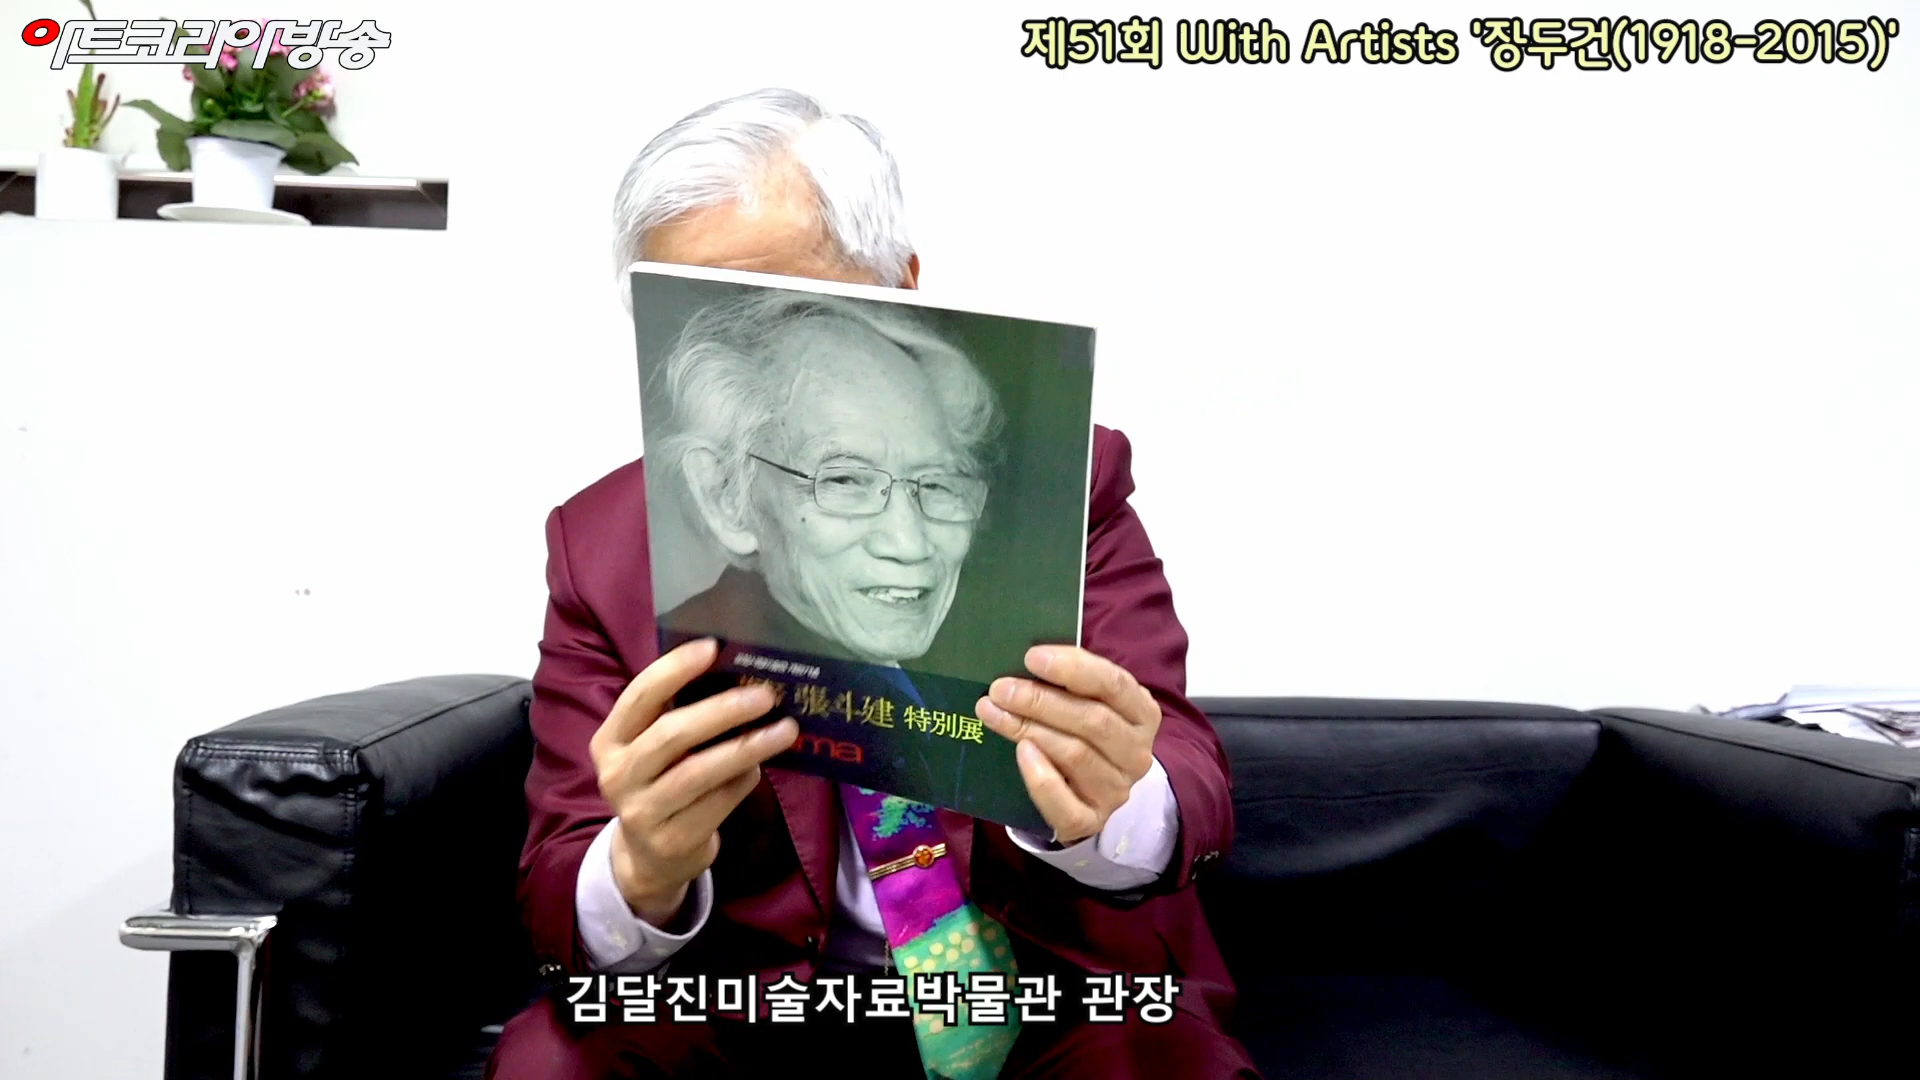 아트코리아방송
제51회 With Artists '장두건(1918-2015)'
張斗建 特別展
김달진미술자료박물관 관장